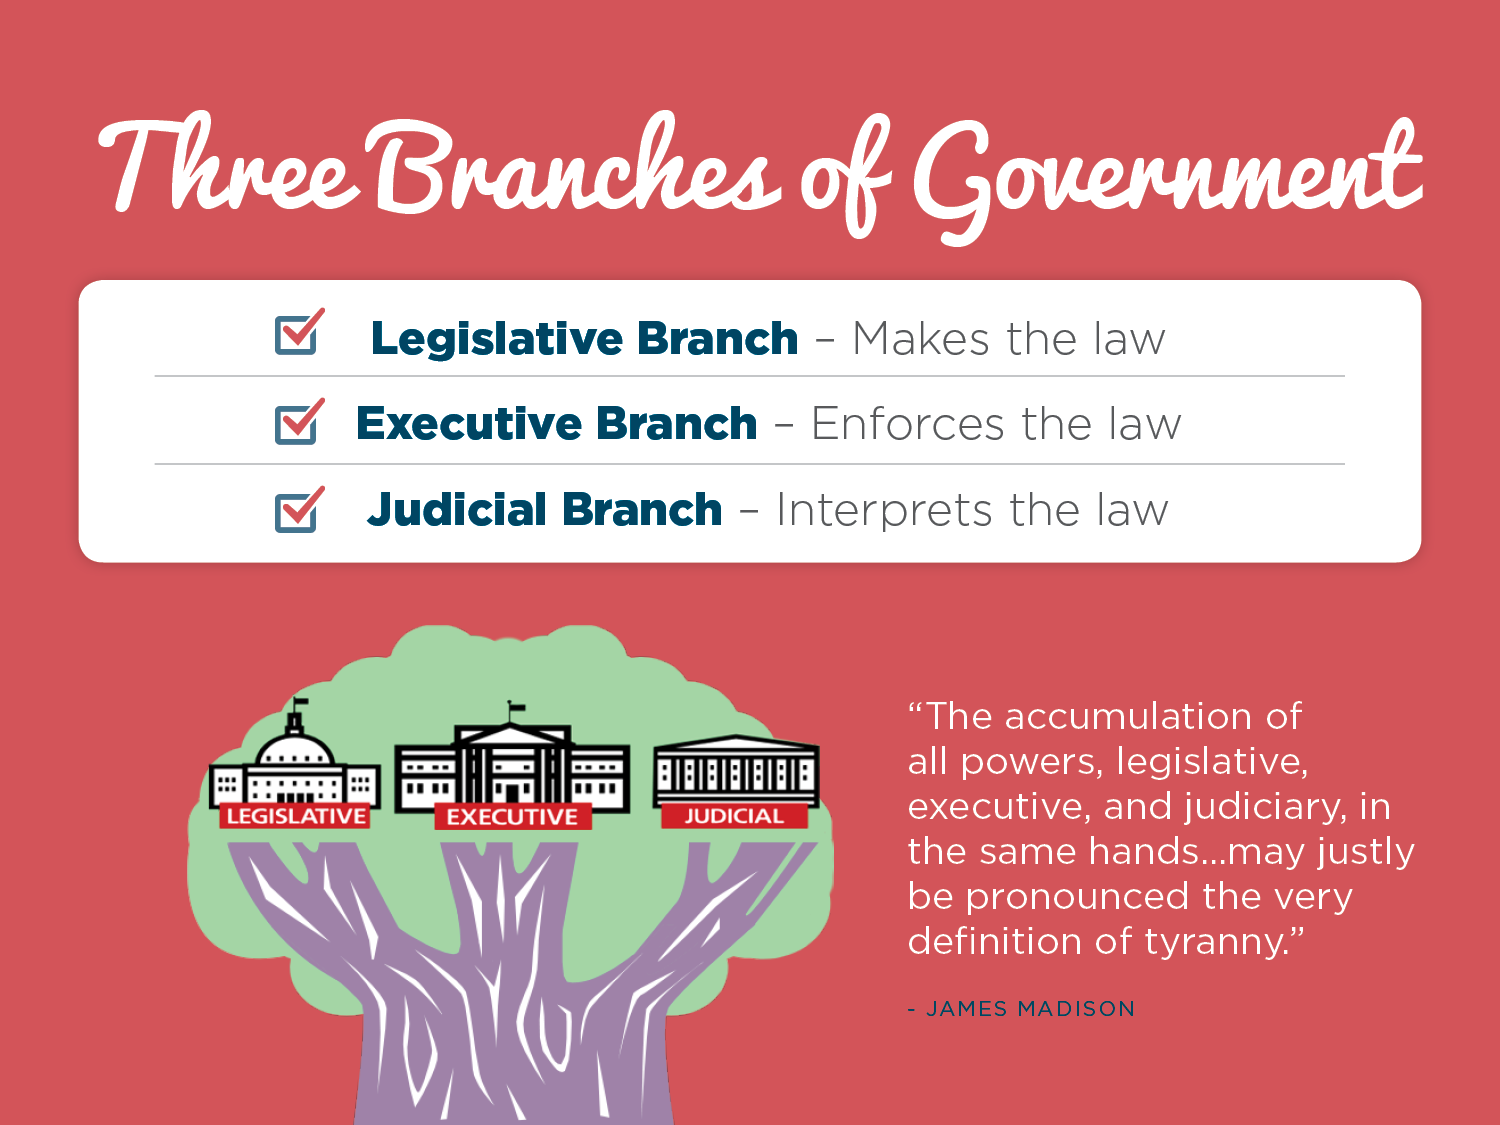 Three Branches of Government
Legislative Branch – Makes the law
Executive Branch – Enforces the law
Judicial Branch – Interprets the law
LEGISLATIVE
EXECUTIVE
JUDICIAL
“The accumulation of
all powers, legislative,
executive, and judiciary, in
the same hands...may justly
be pronounced the very
definition of tyranny.”
- JAMES MADISON